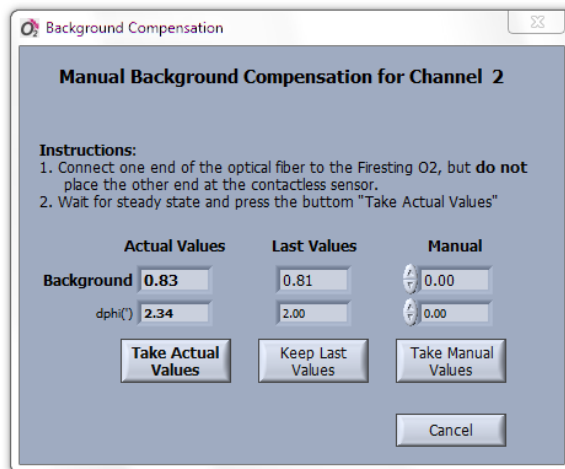 O2 Background Compensation
Manual Background Compensation for Channel 2
Instructions:
1. Connect one end of the optical fiber to the Firesting O2, but do not
place the other end at the contactless sensor.
2. Wait for steady state and press the buttom "Take Actual Values"
Actual Values Last Values Manual
Background 0.83 0.81 0.00
dphi(°) 2.34 2.00 0.00
Take Actual Keep Last Take Manual
Values Values Values
Cancel